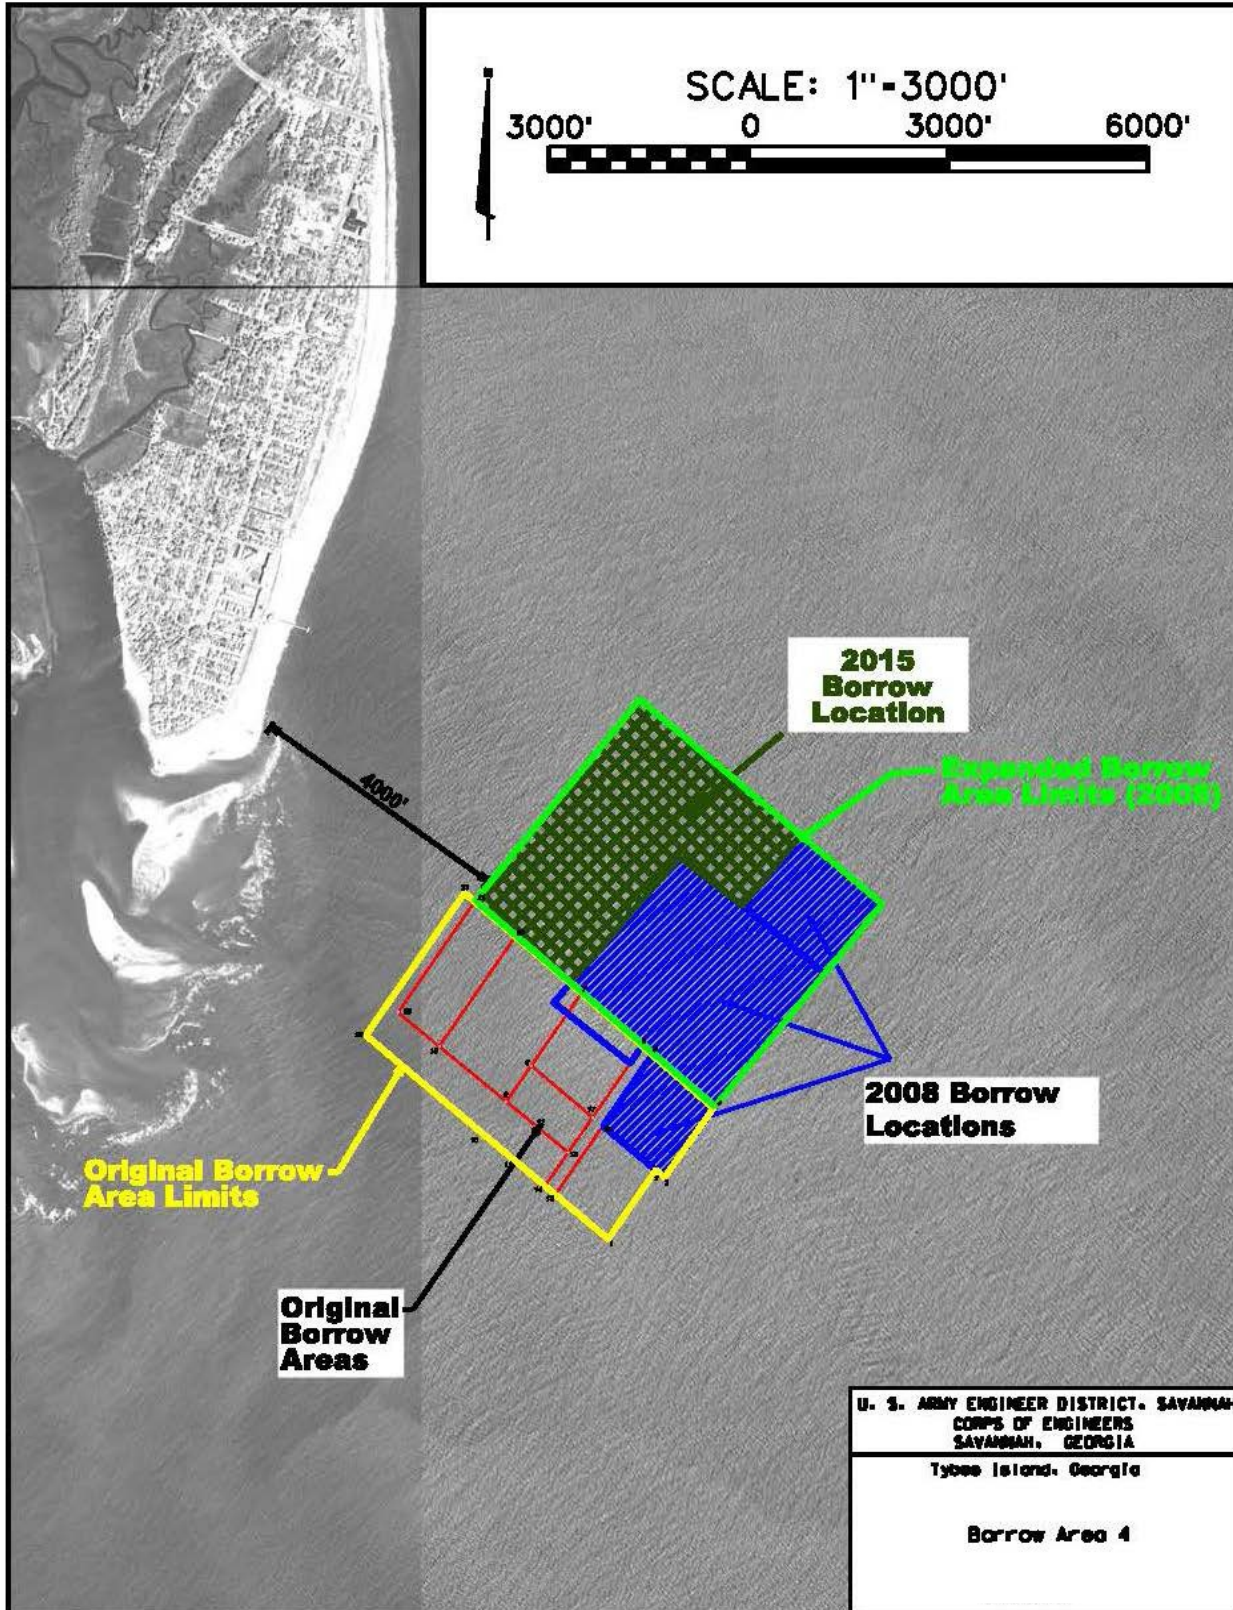 SCALE: 1"-3000'
3000' 0 3000' 6000'
2015
Borrow
Location
Expanded Borrow
Area Limits (2008)
4000'
2008 Borrow
Locations
Original Borrow
Area Limits
Original
Borrow
Areas
U. S. ARMY ENGINEER DISTRICT. SAVANNAH
CORPS OF ENGINEERS
SAVANNAH, GEORGIA
Tybee Island. Georgia
Borrow Area 4